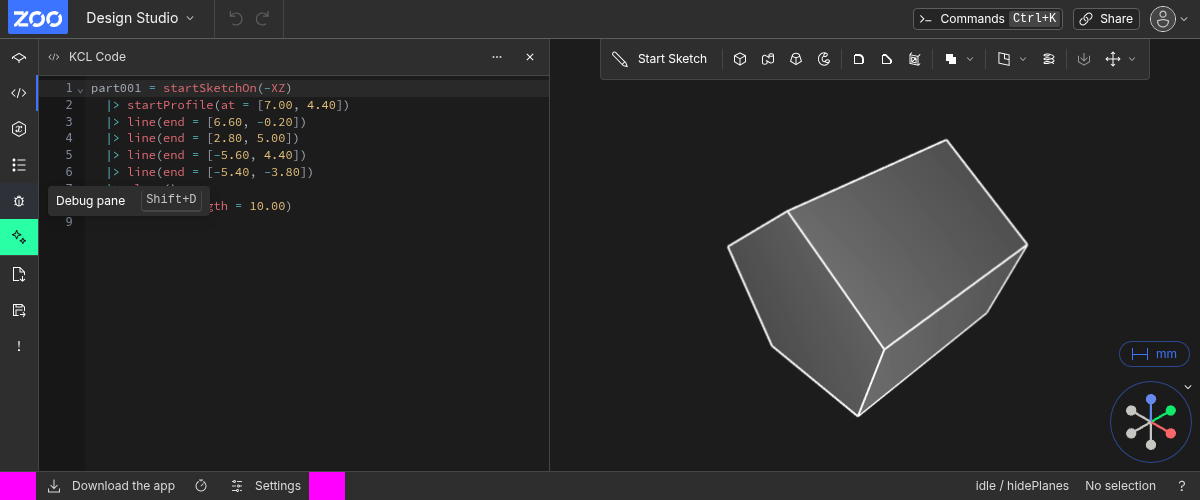 ZOO Design Studio Commands Ctrl+K Share
KCL Code
Start Sketch
1 part001 = startSketchOn(-XZ)
2 |> startProfile(at = [7.00, 4.40])
3 |> line(end = [6.60, -0.20])
4 |> line(end = [2.80, 5.00])
5 |> line(end = [-5.60, 4.40])
6 |> line(end = [-5.40, -3.80])
Debug pane Shift+D
gth = 10.00)
9
mm
Download the app Settings idle / hidePlanes No selection ?